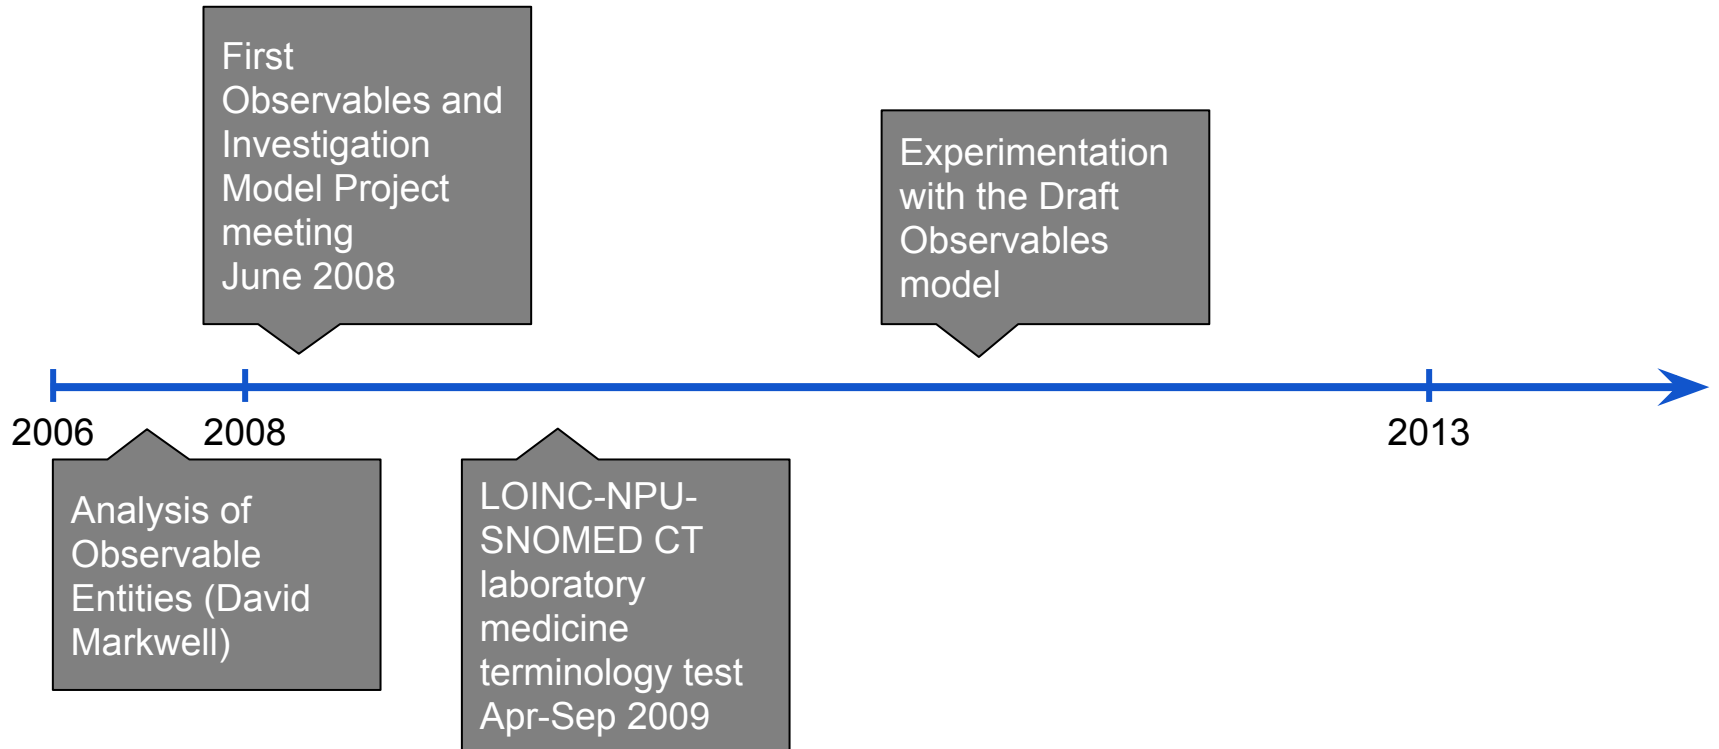 First
Observables and
Investigation
Model Project
meeting
June 2008
Experimentation
with the Draft
Observables
model
2006
2008
2013
Analysis of
Observable
Entities (David
Markwell)
LOINC-NPU-
SNOMED CT
laboratory
medicine
terminology test
Apr-Sep 2009